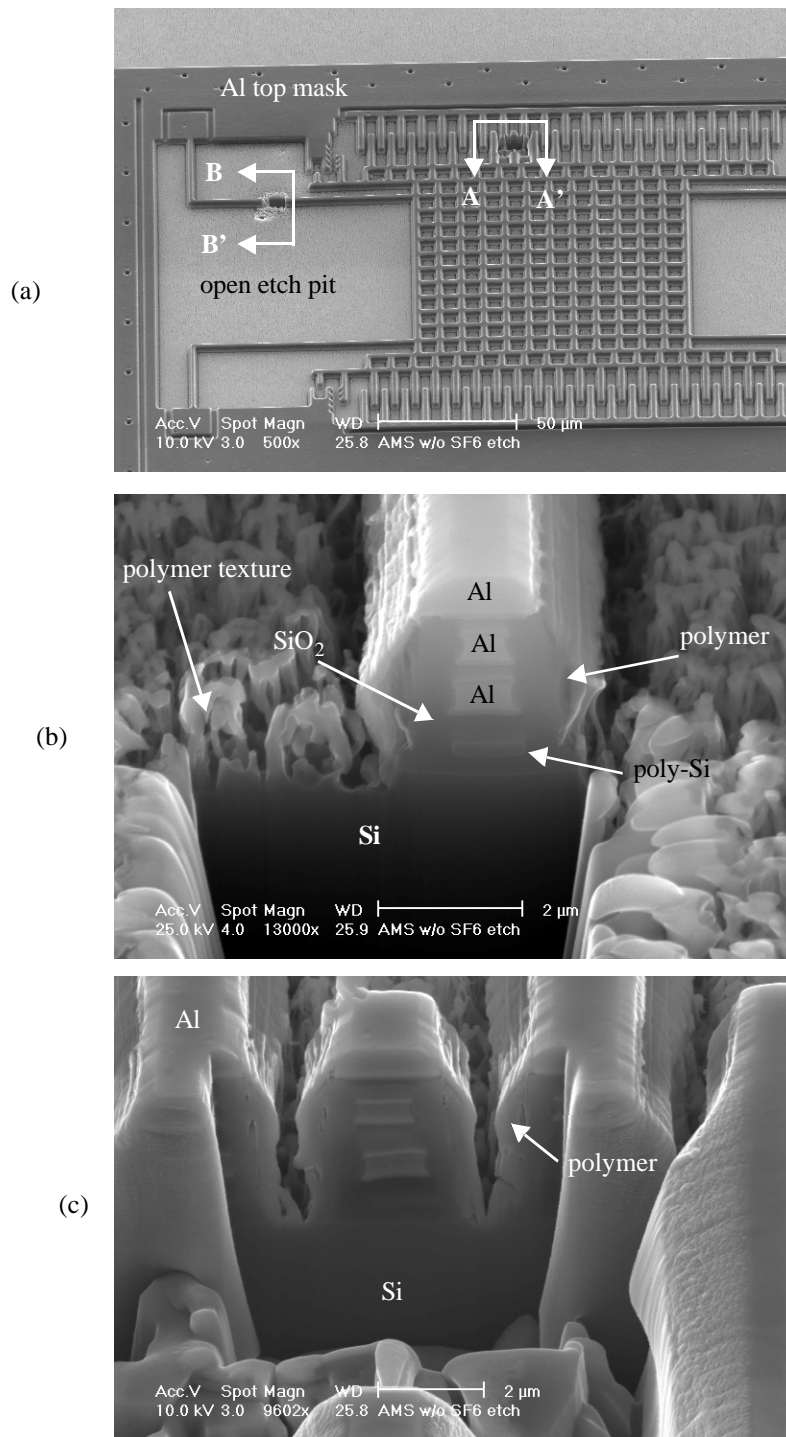 (a)
Al top mask
B
A
A'
B'
open etch pit
Acc.V Spot Magn WD 50 µm
10.0 kV 3.0 500x 25.8 AMS w/o SF6 etch
(b)
polymer texture
Al
SiO2
Al
polymer
Al
poly-Si
Si
Acc.V Spot Magn WD 2 µm
25.0 kV 4.0 13000x 25.9 AMS w/o SF6 etch
(c)
Al
polymer
Si
Acc.V Spot Magn WD 2 µm
10.0 kV 3.0 9602x 25.8 AMS w/o SF6 etch